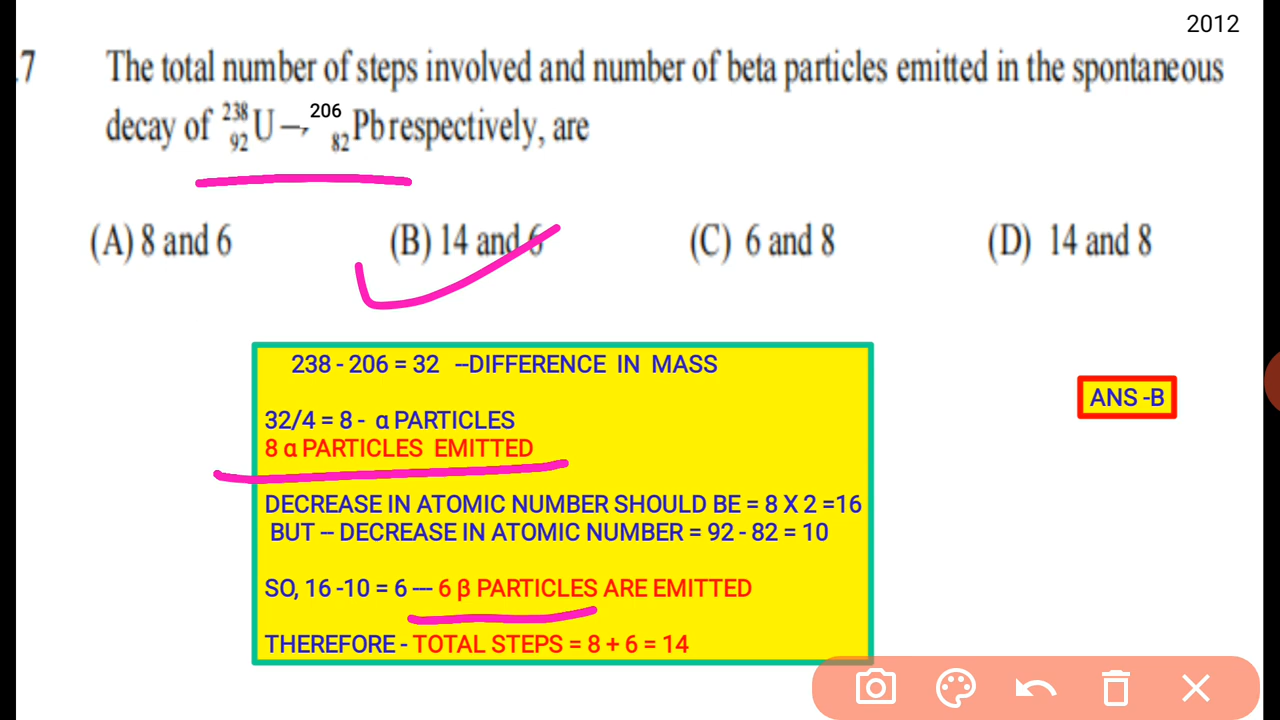 2012
.7 The total number of steps involved and number of beta particles emitted in the spontaneous
decay of ²³⁸₉₂U → ²⁰⁶₈₂Pb respectively, are
(A) 8 and 6 (B) 14 and 6 (C) 6 and 8 (D) 14 and 8
238 - 206 = 32 --DIFFERENCE IN MASS
32/4 = 8 - α PARTICLES
8 α PARTICLES EMITTED
ANS -B
DECREASE IN ATOMIC NUMBER SHOULD BE = 8 X 2 =16
BUT -- DECREASE IN ATOMIC NUMBER = 92 - 82 = 10
SO, 16 -10 = 6 --- 6 β PARTICLES ARE EMITTED
THEREFORE - TOTAL STEPS = 8 + 6 = 14